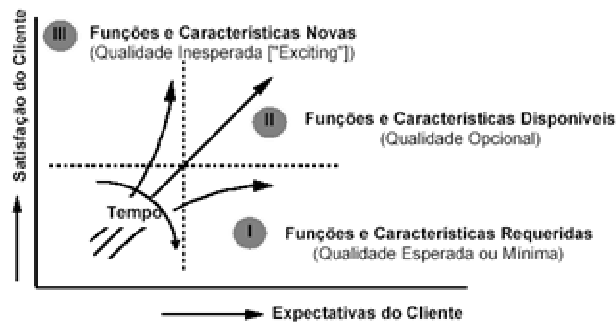 III Funções e Características Novas
(Qualidade Inesperada ["Exciting"])
Satisfação do Cliente
II Funções e Características Disponíveis
(Qualidade Opcional)
Tempo
I Funções e Características Requeridas
(Qualidade Esperada ou Mínima)
Expectativas do Cliente